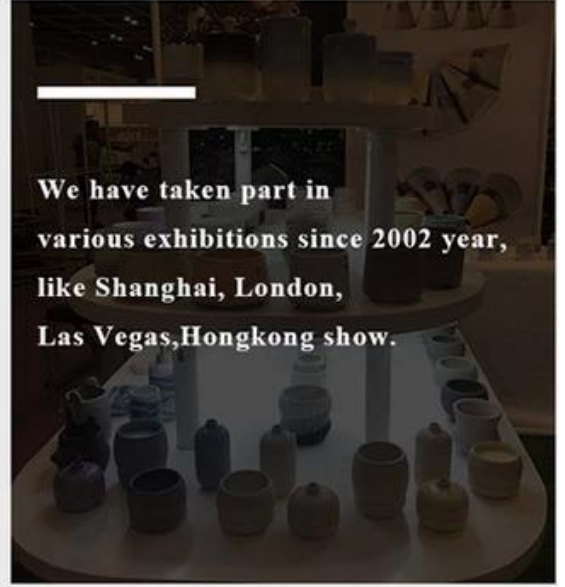 We have taken part in
various exhibitions since 2002 year,
like Shanghai, London,
Las Vegas,Hongkong show.